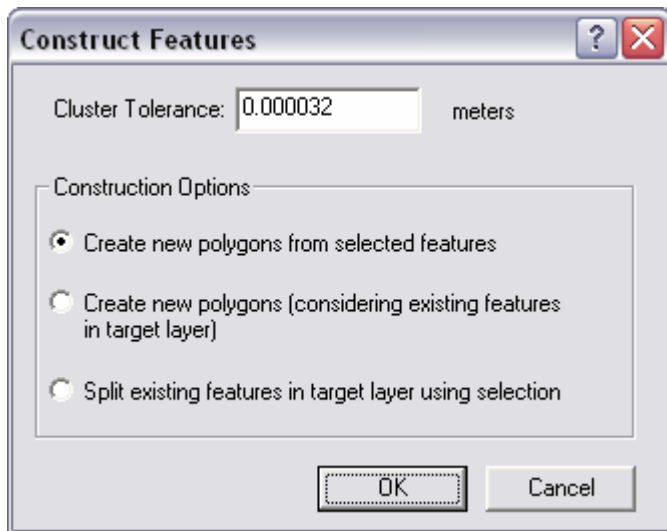 Construct Features
Cluster Tolerance: 0.000032 meters
Construction Options
Create new polygons from selected features
Create new polygons (considering existing features
in target layer)
Split existing features in target layer using selection
OK Cancel